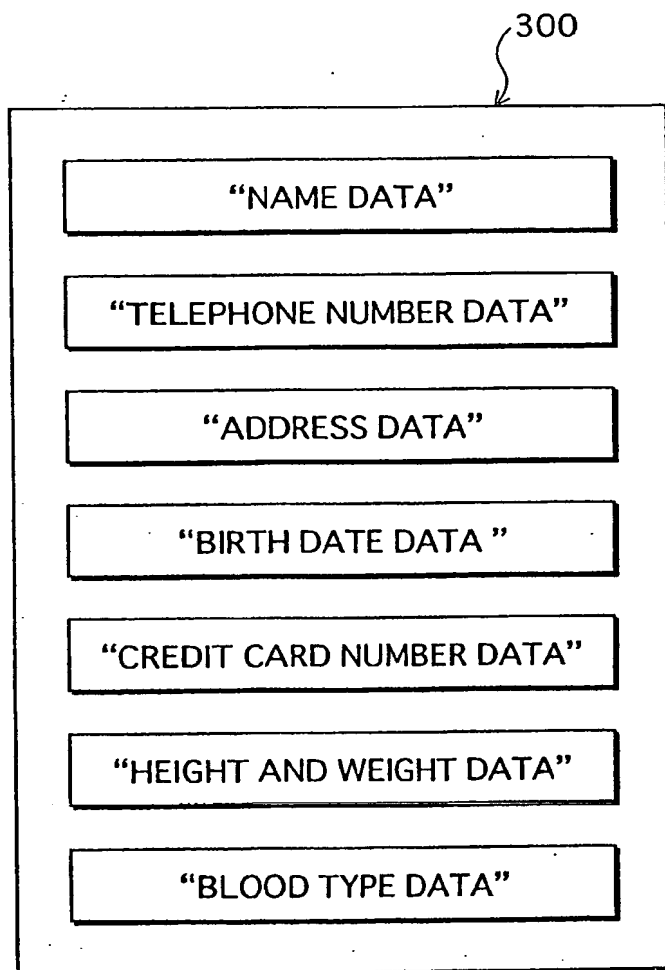 300
“NAME DATA”
“TELEPHONE NUMBER DATA”
“ADDRESS DATA”
“BIRTH DATE DATA ”
“CREDIT CARD NUMBER DATA”
“HEIGHT AND WEIGHT DATA”
“BLOOD TYPE DATA”